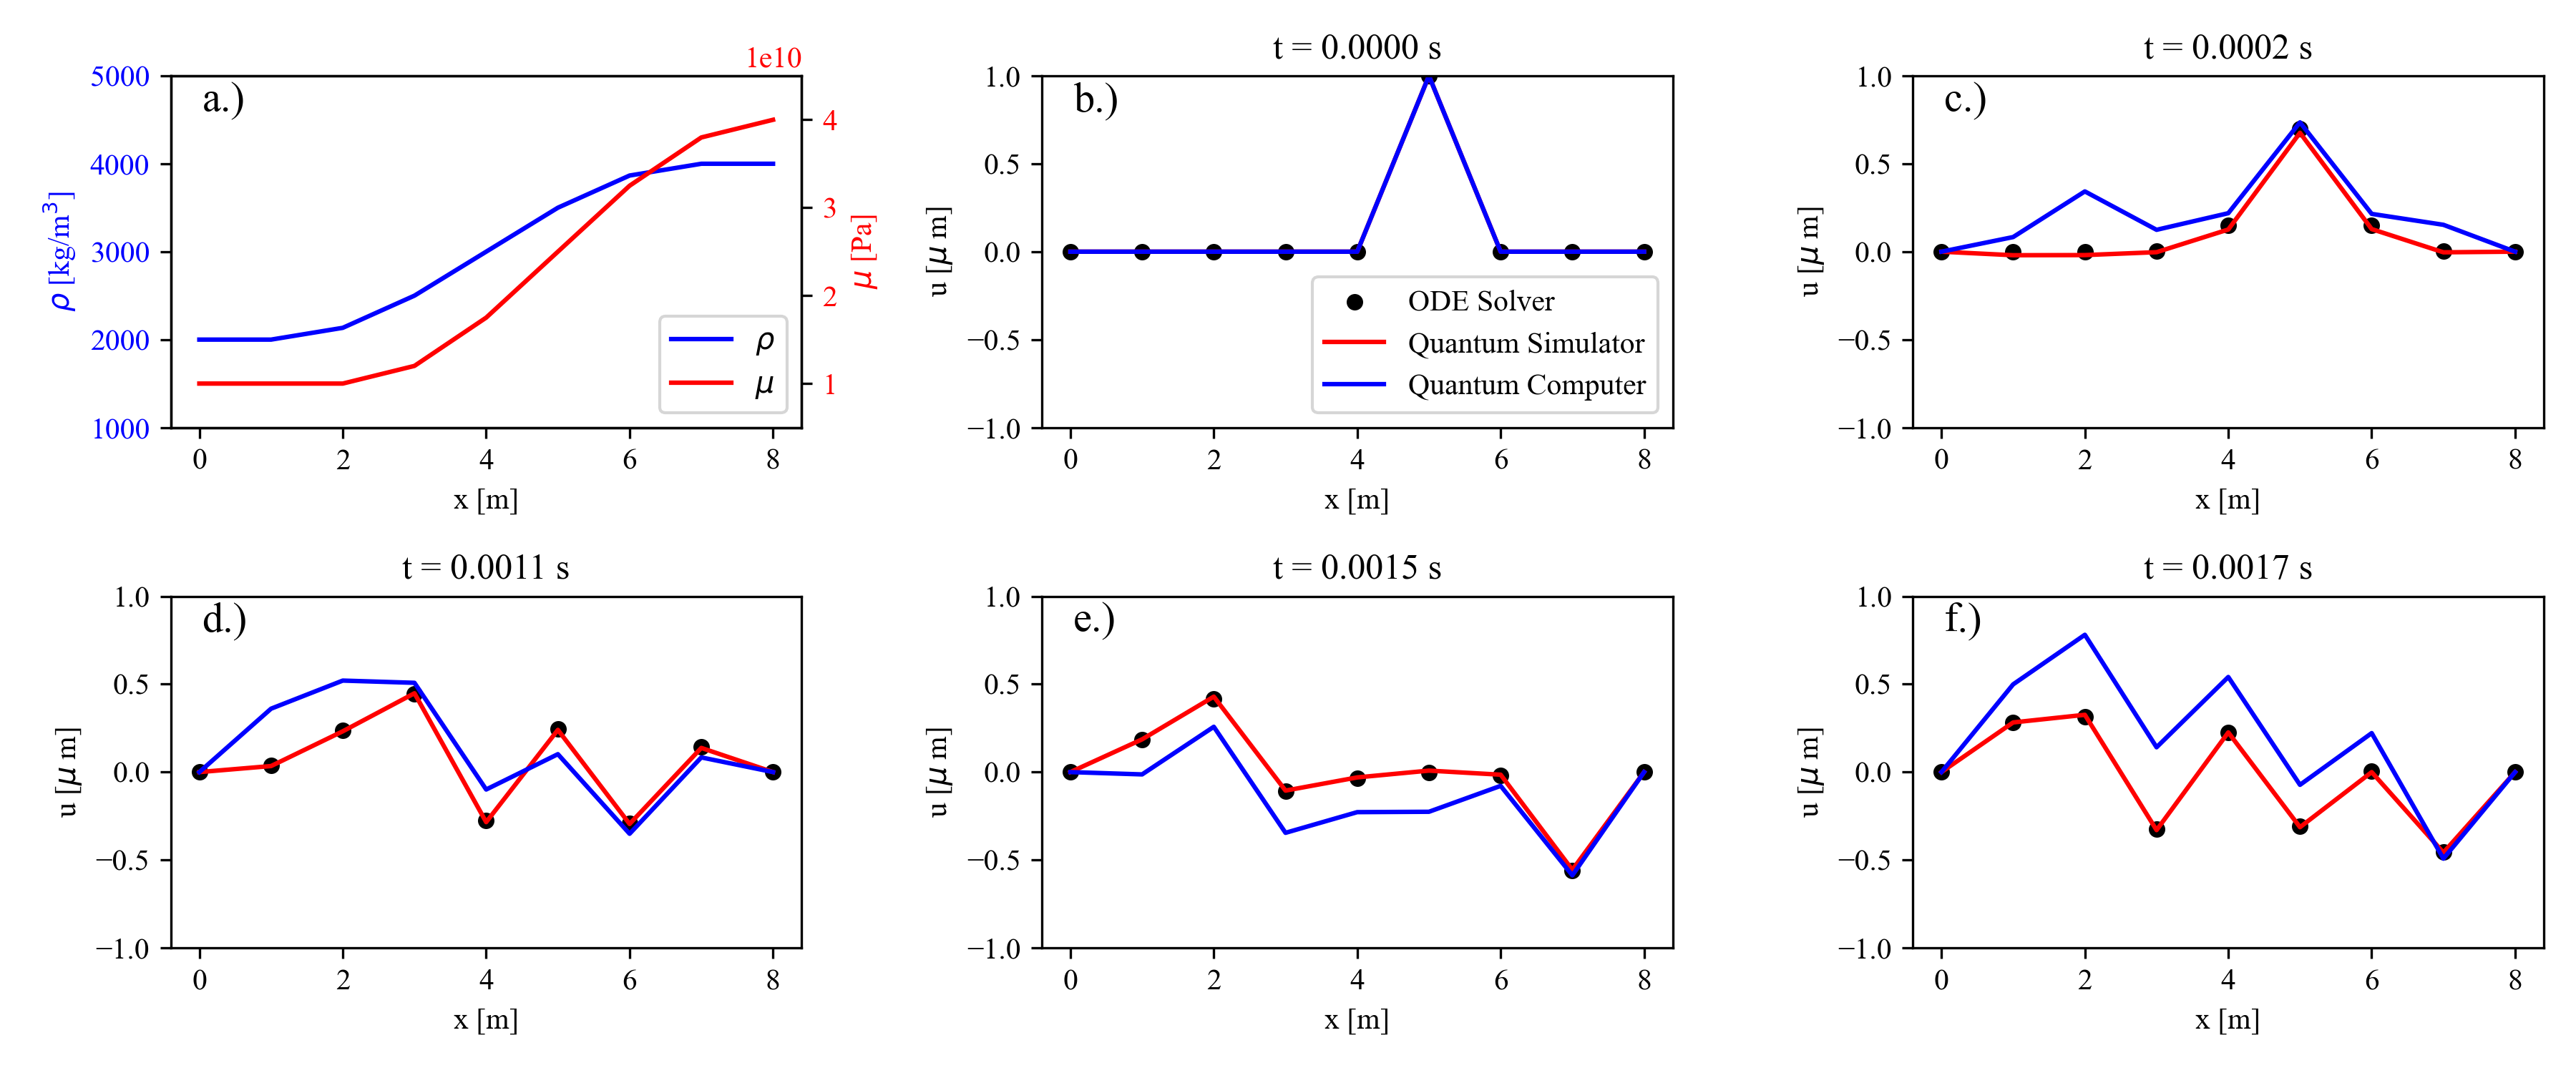 a.)
1e10
5000
4000
3000
2000
1000
ρ [kg/m³]
4
3
2
1
μ [Pa]
ρ
μ
0 2 4 6 8
x [m]
t = 0.0000 s
b.)
1.0
0.5
0.0
−0.5
−1.0
u [μ m]
ODE Solver
Quantum Simulator
Quantum Computer
0 2 4 6 8
x [m]
t = 0.0002 s
c.)
1.0
0.5
0.0
−0.5
−1.0
u [μ m]
0 2 4 6 8
x [m]
t = 0.0011 s
d.)
1.0
0.5
0.0
−0.5
−1.0
u [μ m]
0 2 4 6 8
x [m]
t = 0.0015 s
e.)
1.0
0.5
0.0
−0.5
−1.0
u [μ m]
0 2 4 6 8
x [m]
t = 0.0017 s
f.)
1.0
0.5
0.0
−0.5
−1.0
u [μ m]
0 2 4 6 8
x [m]